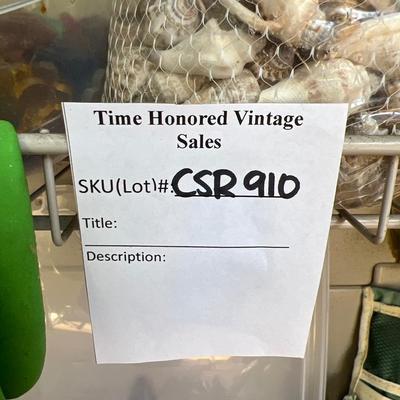 Time Honored Vintage
Sales
SKU(Lot)#CSR 910
Title:
Description: